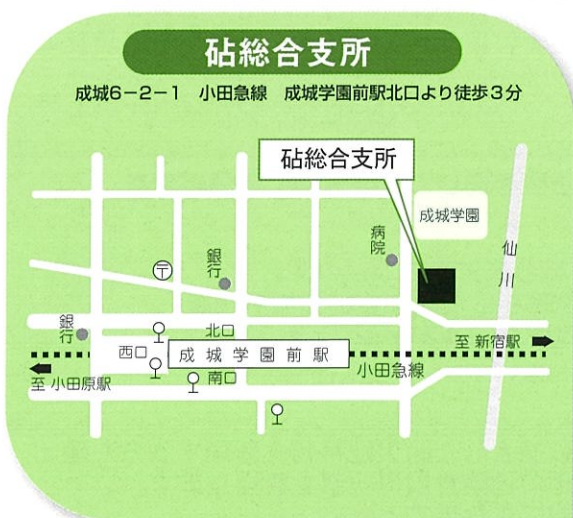 砧総合支所
成城6−2−1　小田急線　成城学園前駅北口より徒歩3分
砧総合支所
成城学園
病院
仙川
銀行
〒
銀行
北口
西口
成城学園前駅
南口
小田急線
至 新宿駅
至 小田原駅